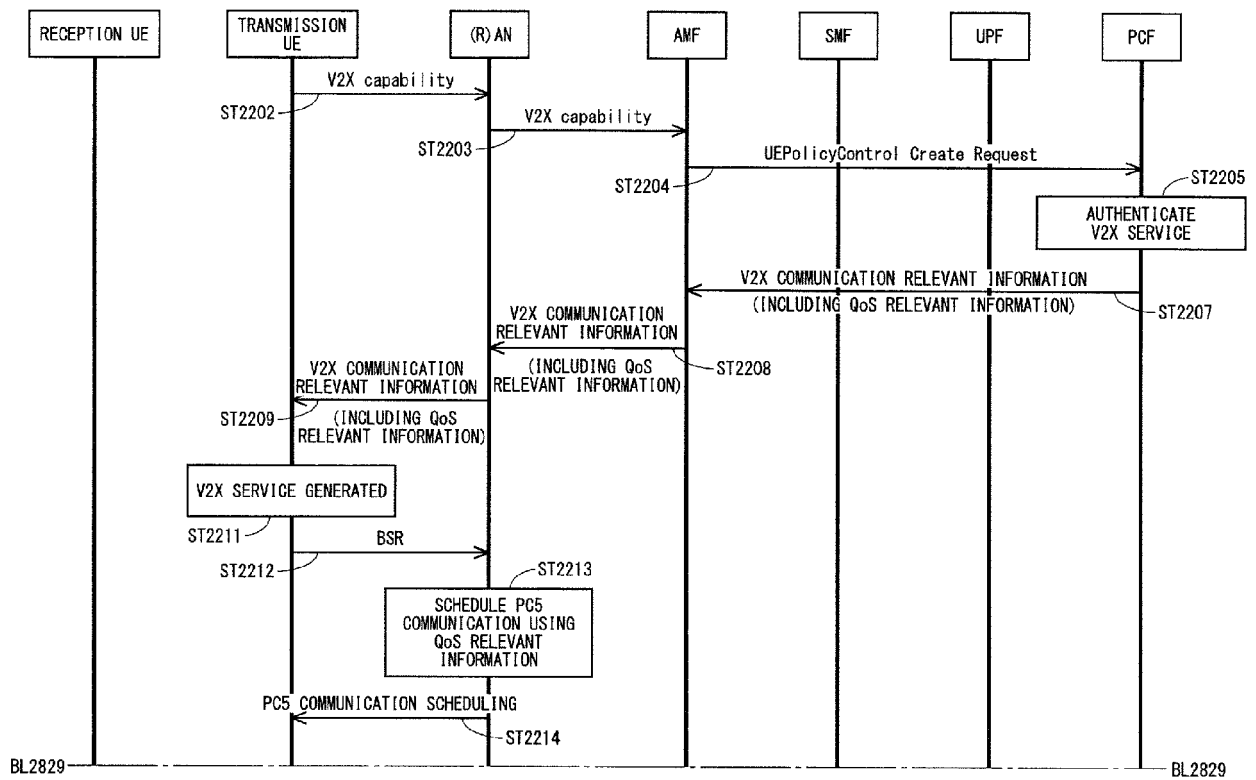 RECEPTION UE
TRANSMISSION
UE
(R)AN
AMF
SMF
UPF
PCF
V2X capability
ST2202
V2X capability
ST2203
UEPolicyControl Create Request
ST2204
ST2205
AUTHENTICATE
V2X SERVICE
V2X COMMUNICATION RELEVANT INFORMATION
(INCLUDING QoS RELEVANT INFORMATION)
ST2207
V2X COMMUNICATION
RELEVANT INFORMATION
(INCLUDING QoS
RELEVANT INFORMATION)
ST2208
V2X COMMUNICATION
RELEVANT INFORMATION
ST2209
(INCLUDING QoS
RELEVANT INFORMATION)
V2X SERVICE GENERATED
ST2211
BSR
ST2212
ST2213
SCHEDULE PC5
COMMUNICATION USING
QoS RELEVANT
INFORMATION
PC5 COMMUNICATION SCHEDULING
ST2214
BL2829
BL2829